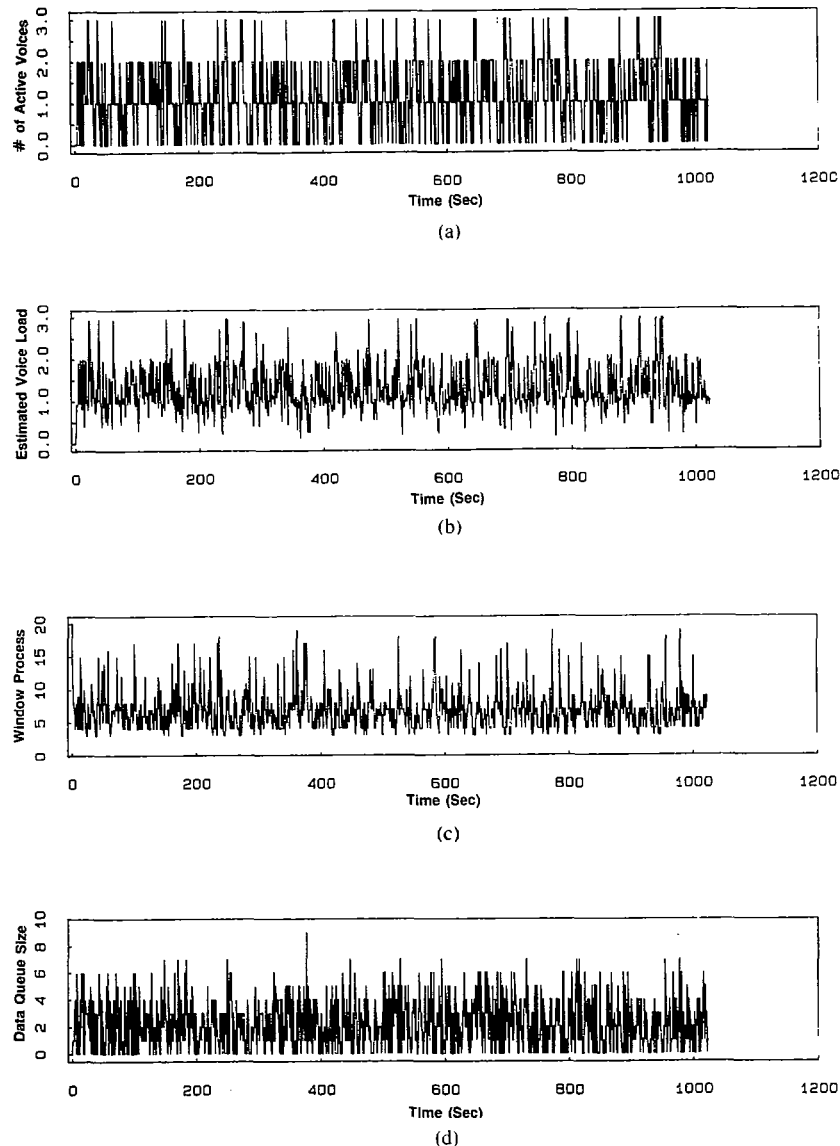 # of Active Voices
3.0
2.0
1.0
0.0
0 200 400 600 800 1000 1200
Time (Sec)
(a)
Estimated Voice Load
3.0
2.0
1.0
0.0
0 200 400 600 800 1000 1200
Time (Sec)
(b)
Window Process
20
15
10
5
0
0 200 400 600 800 1000 1200
Time (Sec)
(c)
Data Queue Size
10
8
6
4
2
0
0 200 400 600 800 1000 1200
Time (Sec)
(d)